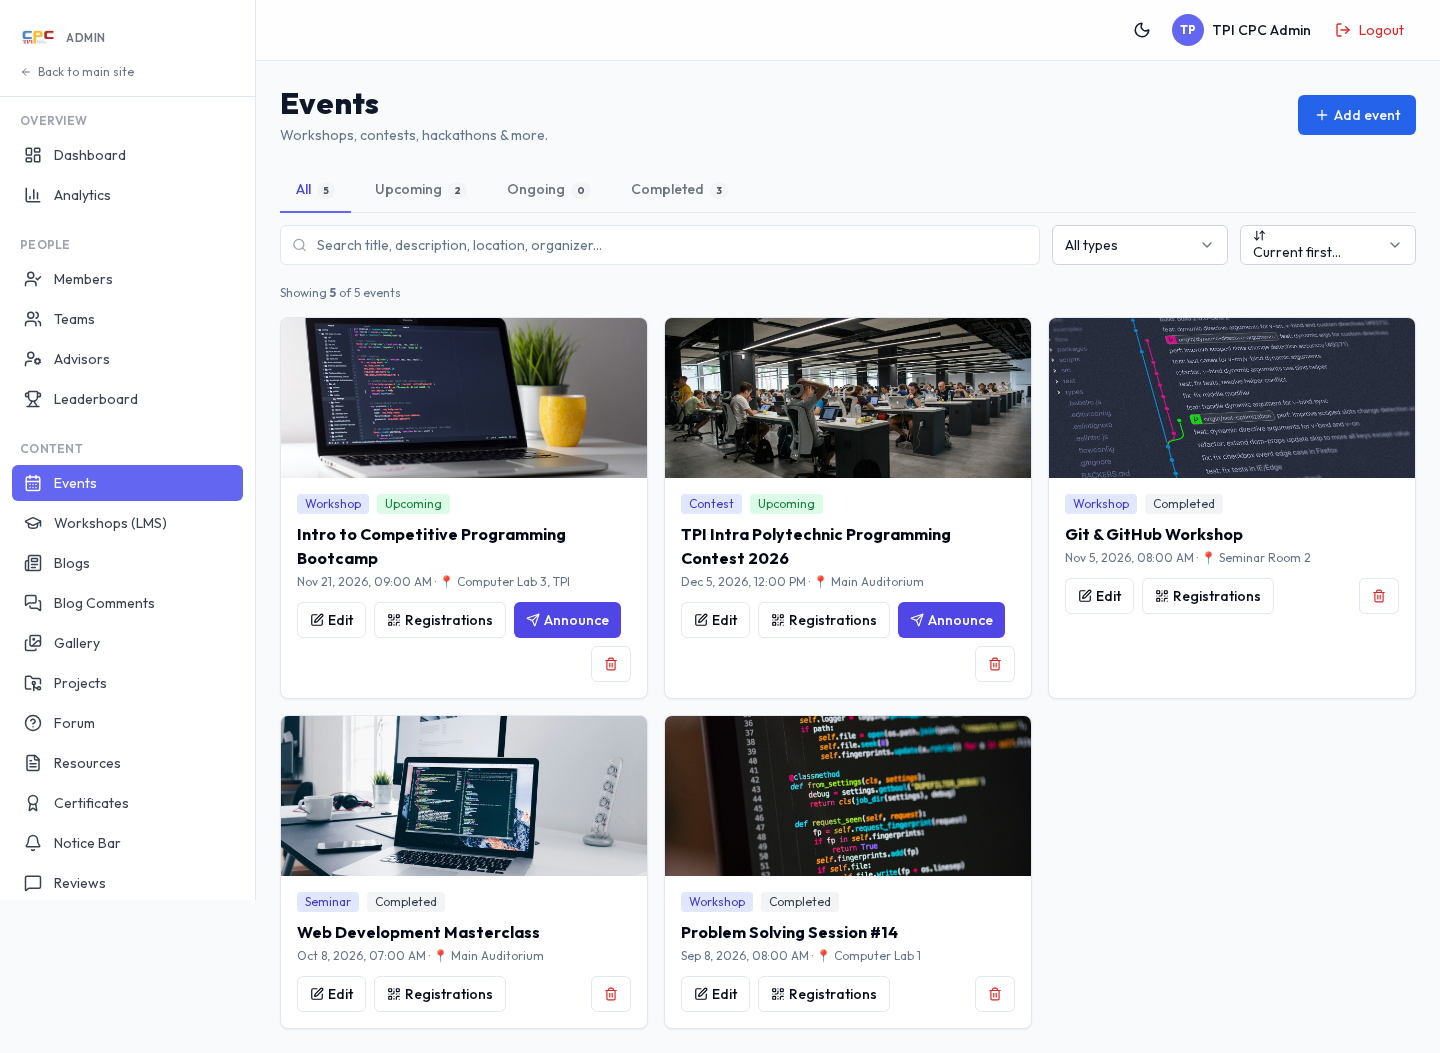 CPC
ADMIN
Back to main site
OVERVIEW
Dashboard
Analytics
PEOPLE
Members
Teams
Advisors
Leaderboard
CONTENT
Events
Workshops (LMS)
Blogs
Blog Comments
Gallery
Projects
Forum
Resources
Certificates
Notice Bar
Reviews
TP
TPI CPC Admin
Logout
Events
Workshops, contests, hackathons & more.
+ Add event
All 5
Upcoming 2
Ongoing 0
Completed 3
Search title, description, location, organizer...
All types
Current first...
Showing 5 of 5 events
Workshop Upcoming
Intro to Competitive Programming
Bootcamp
Nov 21, 2026, 09:00 AM · 📍 Computer Lab 3, TPI
Edit Registrations Announce
Contest Upcoming
TPI Intra Polytechnic Programming
Contest 2026
Dec 5, 2026, 12:00 PM · 📍 Main Auditorium
Edit Registrations Announce
Workshop Completed
Git & GitHub Workshop
Nov 5, 2026, 08:00 AM · 📍 Seminar Room 2
Edit Registrations
Seminar Completed
Web Development Masterclass
Oct 8, 2026, 07:00 AM · 📍 Main Auditorium
Edit Registrations
Workshop Completed
Problem Solving Session #14
Sep 8, 2026, 08:00 AM · 📍 Computer Lab 1
Edit Registrations